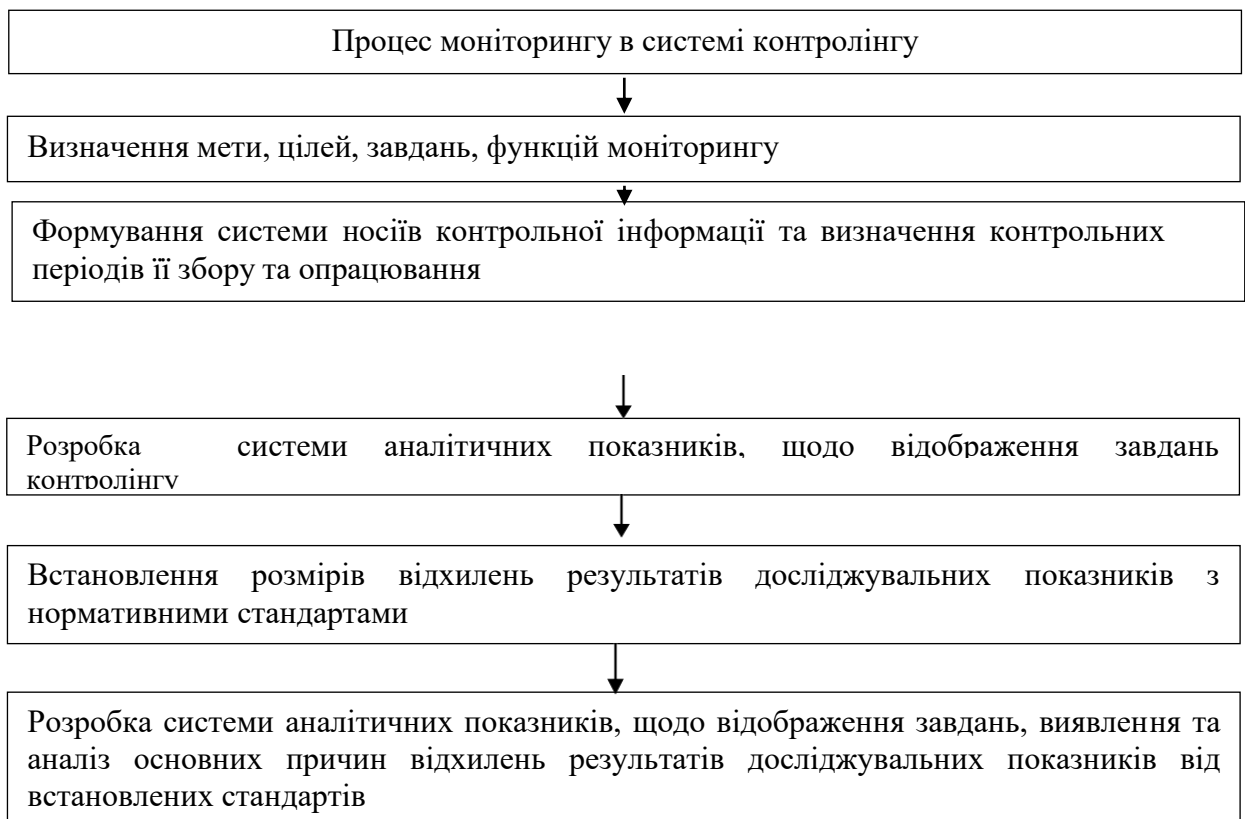 Процес моніторингу в системі контролінгу
Визначення мети, цілей, завдань, функцій моніторингу
Формування системи носіїв контрольної інформації та визначення контрольних
періодів її збору та опрацювання
Розробка системи аналітичних показників, щодо відображення завдань
контролінгу
Встановлення розмірів відхилень результатів досліджувальних показників з
нормативними стандартами
Розробка системи аналітичних показників, щодо відображення завдань, виявлення та
аналіз основних причин відхилень результатів досліджувальних показників від
встановлених стандартів